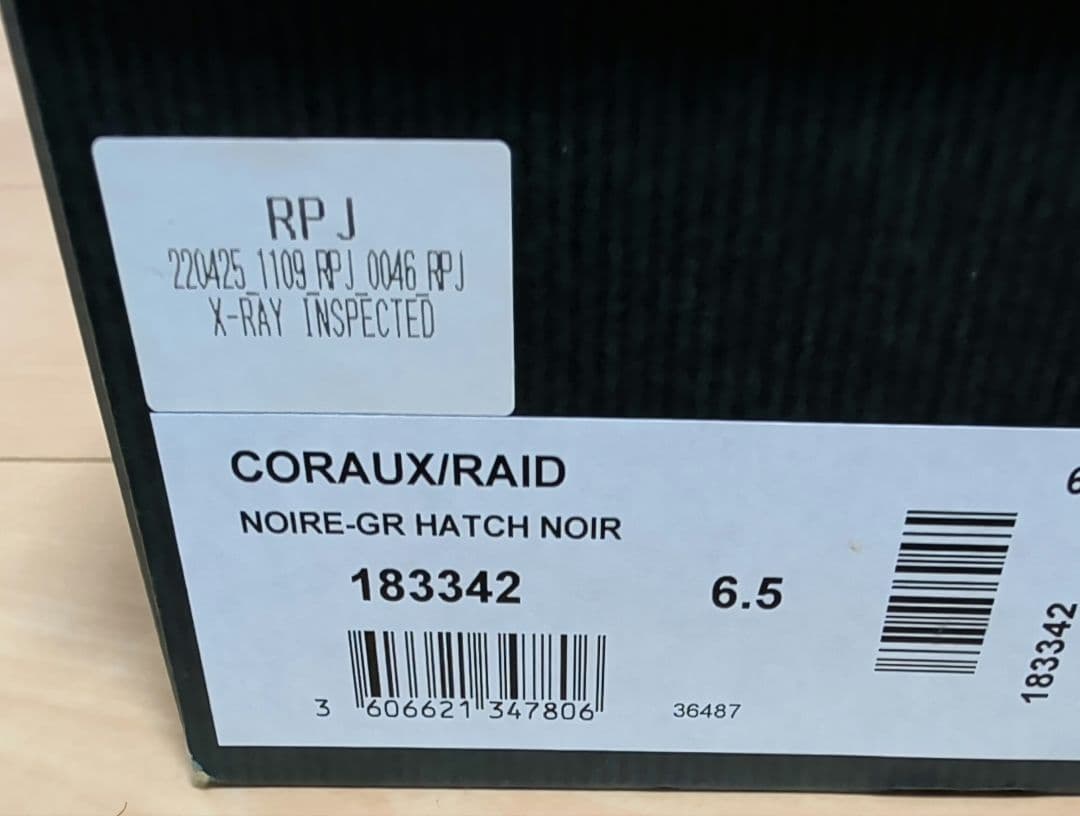 RPJ
220425_1109_RPJ_0046_RPJ
X-RAY INSPECTED
CORAUX/RAID
NOIRE-GR HATCH NOIR
183342 6.5
3 606621 347806
36487
183342